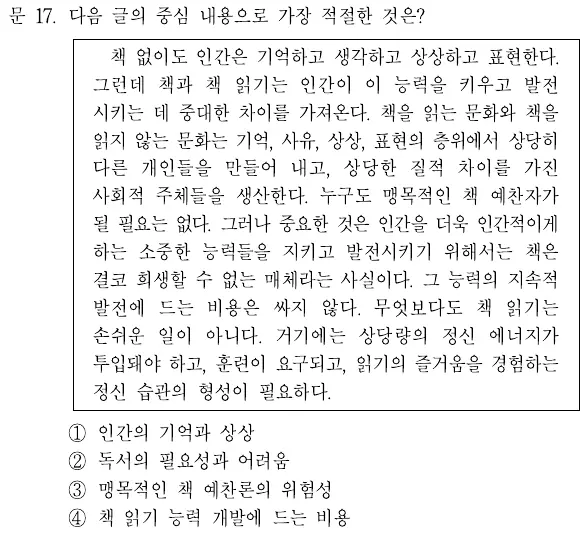 문 17. 다음 글의 중심 내용으로 가장 적절한 것은?
책 없이도 인간은 기억하고 생각하고 상상하고 표현한다.
그런데 책과 책 읽기는 인간이 이 능력을 키우고 발전
시키는 데 중대한 차이를 가져온다. 책을 읽는 문화와 책을
읽지 않는 문화는 기억, 사유, 상상, 표현의 층위에서 상당히
다른 개인들을 만들어 내고, 상당한 질적 차이를 가진
사회적 주체들을 생산한다. 누구도 맹목적인 책 예찬자가
될 필요는 없다. 그러나 중요한 것은 인간을 더욱 인간적이게
하는 소중한 능력들을 지키고 발전시키기 위해서는 책은
결코 희생할 수 없는 매체라는 사실이다. 그 능력의 지속적
발전에 드는 비용은 싸지 않다. 무엇보다도 책 읽기는
손쉬운 일이 아니다. 거기에는 상당량의 정신 에너지가
투입돼야 하고, 훈련이 요구되고, 읽기의 즐거움을 경험하는
정신 습관의 형성이 필요하다.
① 인간의 기억과 상상
② 독서의 필요성과 어려움
③ 맹목적인 책 예찬론의 위험성
④ 책 읽기 능력 개발에 드는 비용